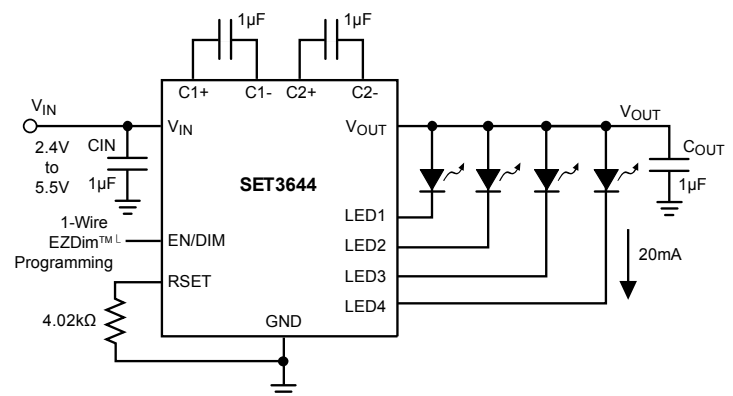 1µF
1µF
C1+ C1- C2+ C2-
VIN
VIN
VOUT
VOUT
2.4V
to
5.5V
CIN
1µF
COUT
1µF
SET3644
LED1
1-Wire
EZDim™
Programming
EN/DIM
LED2
20mA
RSET
LED3
LED4
4.02kΩ
GND